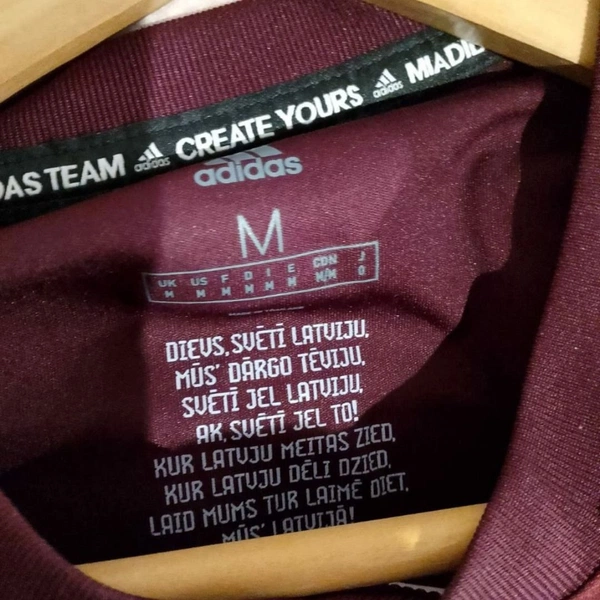 DAS TEAM adidas CREATE YOURS adidas MIADID
adidas
M
UK US F D I E CDN J
M M M M M M M/M O
DIEVS, SVĒTĪ LATVIJU,
MŪS' DĀRGO TĒVIJU,
SVĒTĪ JEL LATVIJU,
AK, SVĒTĪ JEL TO!
KUR LATVJU MEITAS ZIED,
KUR LATVJU DĒLI DZIED,
LAID MUMS TUR LAIMĒ DIET,
MŪS' LATVIJĀ!